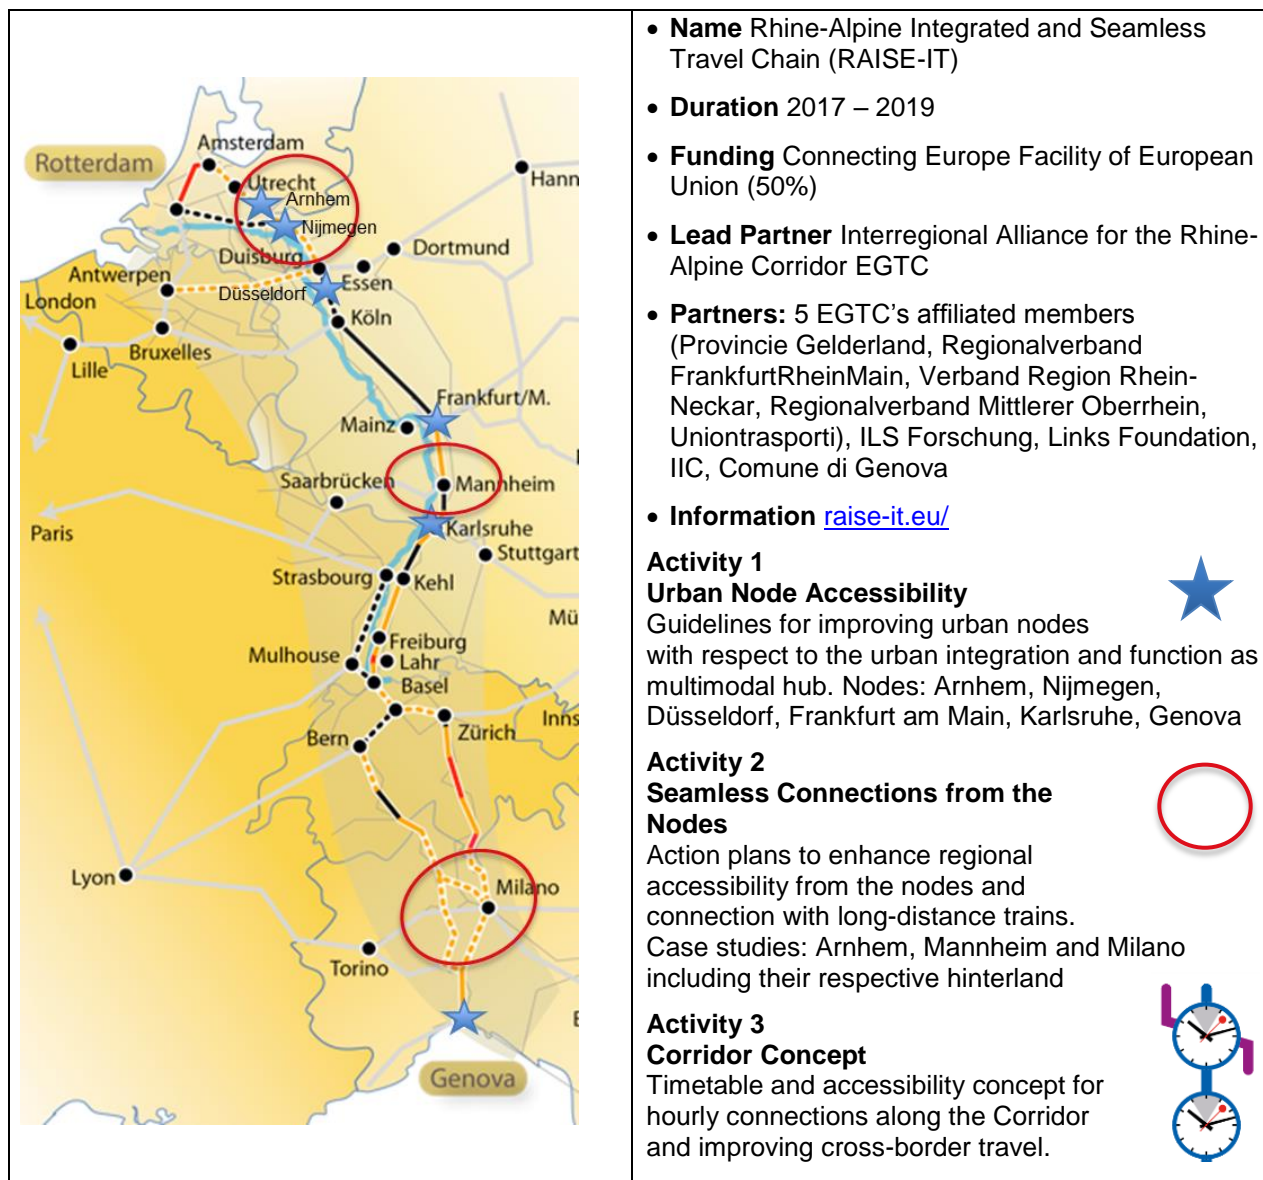 Amsterdam
Rotterdam
Utrecht
Arnhem
Nijmegen
Hann
Dortmund
Duisburg
Essen
Antwerpen
Düsseldorf
London
Köln
Bruxelles
Lille
Frankfurt/M.
Mainz
Saarbrücken
Mannheim
Paris
Karlsruhe
Stuttgart
Strasbourg
Kehl
Mü
Freiburg
Mulhouse
Lahr
Basel
Inns
Zürich
Bern
Lyon
Milano
Torino
Genova
• Name Rhine-Alpine Integrated and Seamless
Travel Chain (RAISE-IT)
• Duration 2017 – 2019
• Funding Connecting Europe Facility of European
Union (50%)
• Lead Partner Interregional Alliance for the Rhine-
Alpine Corridor EGTC
• Partners: 5 EGTC's affiliated members
(Provincie Gelderland, Regionalverband
FrankfurtRheinMain, Verband Region Rhein-
Neckar, Regionalverband Mittlerer Oberrhein,
Uniontrasporti), ILS Forschung, Links Foundation,
IIC, Comune di Genova
• Information raise-it.eu/
Activity 1
Urban Node Accessibility
Guidelines for improving urban nodes
with respect to the urban integration and function as
multimodal hub. Nodes: Arnhem, Nijmegen,
Düsseldorf, Frankfurt am Main, Karlsruhe, Genova
Activity 2
Seamless Connections from the
Nodes
Action plans to enhance regional
accessibility from the nodes and
connection with long-distance trains.
Case studies: Arnhem, Mannheim and Milano
including their respective hinterland
Activity 3
Corridor Concept
Timetable and accessibility concept for
hourly connections along the Corridor
and improving cross-border travel.